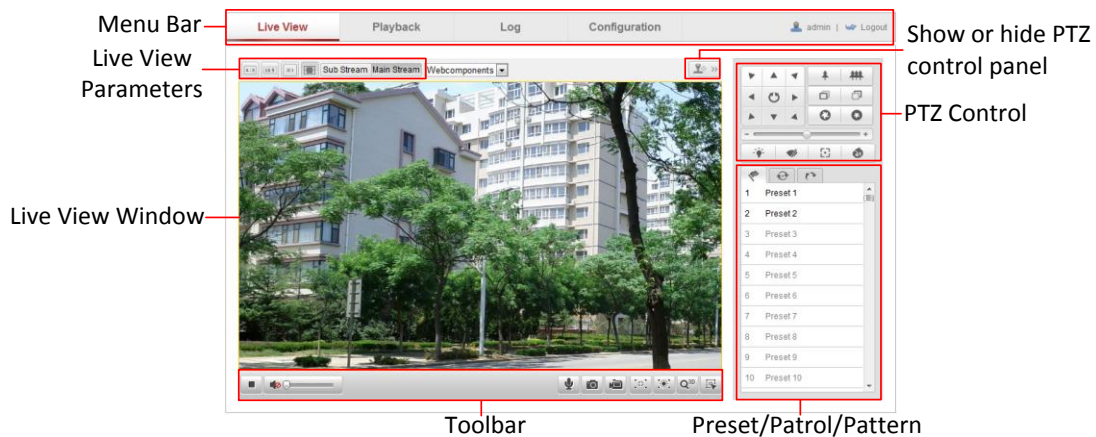 Menu Bar
Live View Playback Log Configuration admin | Logout
Live View
Parameters
Sub Stream Main Stream Webcomponents
Show or hide PTZ
control panel
PTZ Control
Live View Window
1 Preset 1
2 Preset 2
3 Preset 3
4 Preset 4
5 Preset 5
6 Preset 6
7 Preset 7
8 Preset 8
9 Preset 9
10 Preset 10
Toolbar
Preset/Patrol/Pattern